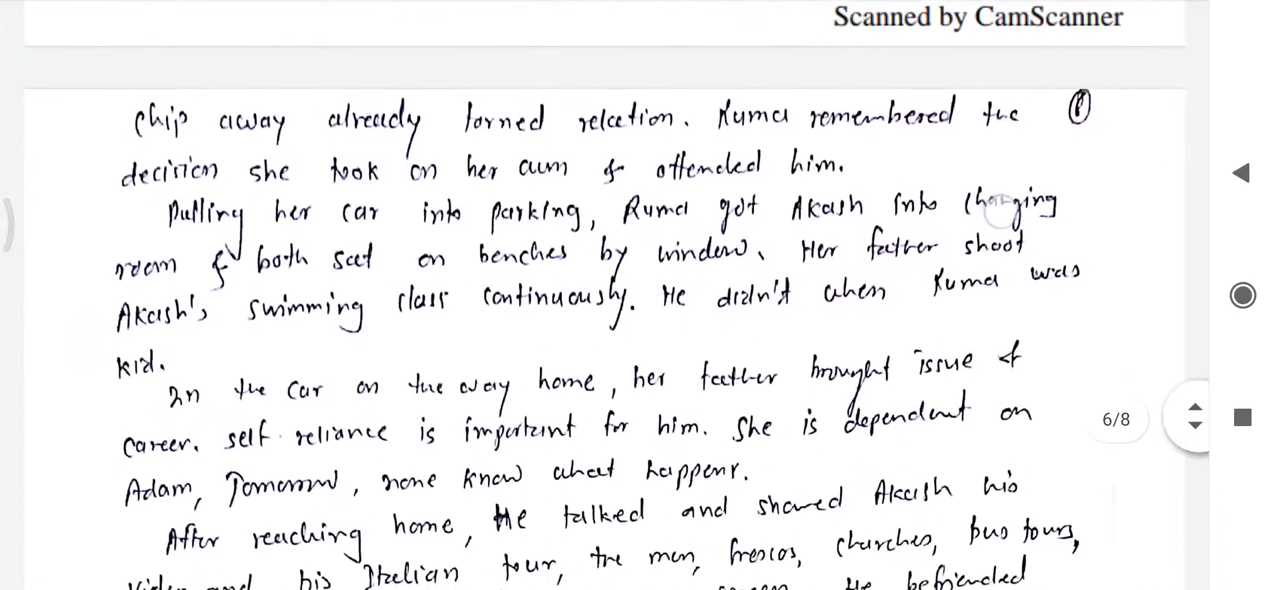 Scanned by CamScanner
chip away already torned relation. Ruma remembered the
decision she took on her own & offended him.
Pulling her car into parking, Ruma got Akash into changing
room & both seat on benches by window. Her father shoot
Akash's swimming class continuously. He didn't when Ruma was
kid.
In the car on the way home, her father brought issue of
career. self-reliance is important for him. She is dependent on
6/8
Adam, Tomorrow, none know what happens.
After reaching home, He talked and showed Akash his
his Italian tour, the men, frescos, churches, bus tours,
He befriended